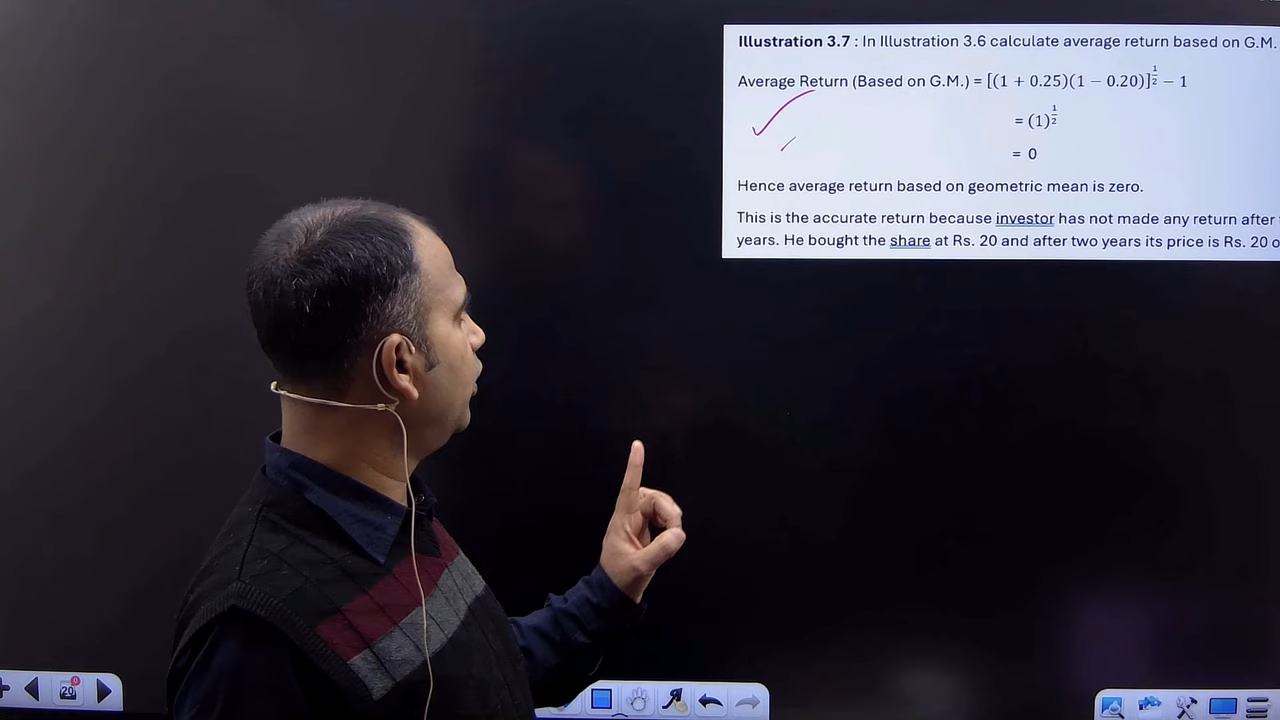 Illustration 3.7 : In Illustration 3.6 calculate average return based on G.M.
Average Return (Based on G.M.) = [(1 + 0.25)(1 − 0.20)]^{1/2} − 1
= (1)^{1/2}
= 0
Hence average return based on geometric mean is zero.
This is the accurate return because investor has not made any return after
years. He bought the share at Rs. 20 and after two years its price is Rs. 20
20
0